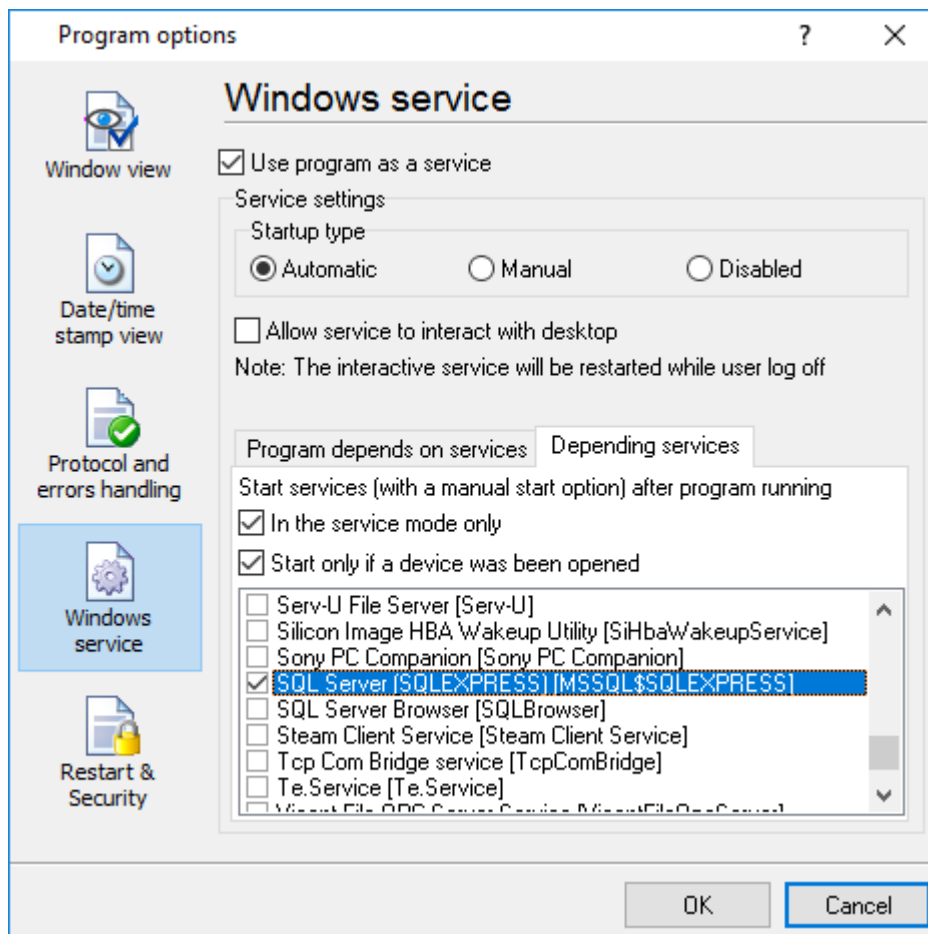 Program options
?
Windows service
Window view
Date/time
stamp view
Protocol and
errors handling
Windows
service
Restart &
Security
Use program as a service
Service settings
Startup type
Automatic Manual Disabled
Allow service to interact with desktop
Note: The interactive service will be restarted while user log off
Program depends on services Depending services
Start services (with a manual start option) after program running
In the service mode only
Start only if a device was been opened
Serv-U File Server [Serv-U]
Silicon Image HBA Wakeup Utility [SiHbaWakeupService]
Sony PC Companion [Sony PC Companion]
SQL Server (SQLEXPRESS) [MSSQL$SQLEXPRESS]
SQL Server Browser [SQLBrowser]
Steam Client Service [Steam Client Service]
Tcp Com Bridge service [TcpComBridge]
Te.Service [Te.Service]
OK Cancel